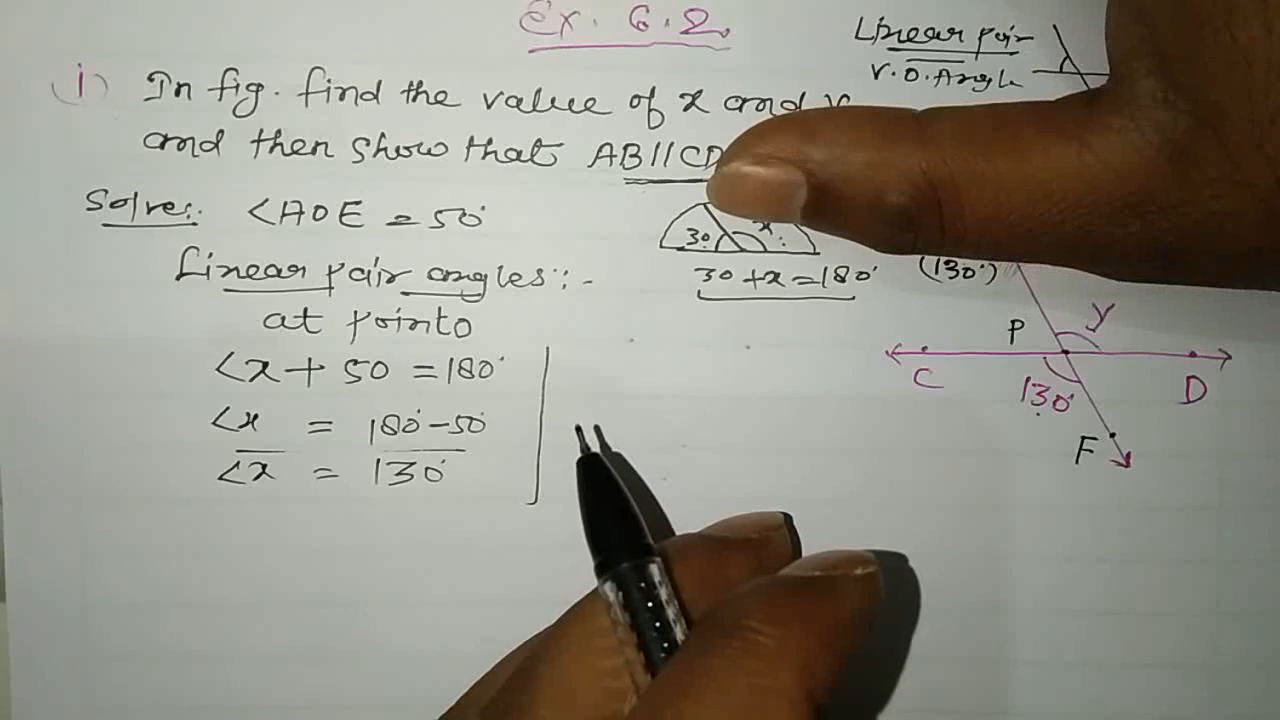 Ex. 6.2.
Linear pair
V.O.Angle
1) In fig. find the value of x and
and then show that AB//CD
Solve:. <AOE = 50°
30° x
30 + x = 180°
(130°)
Linear pair angles::-
at point o
<x + 50 = 180°
<x = 180° - 50°
<x = 130°
P y
C 130° D
F